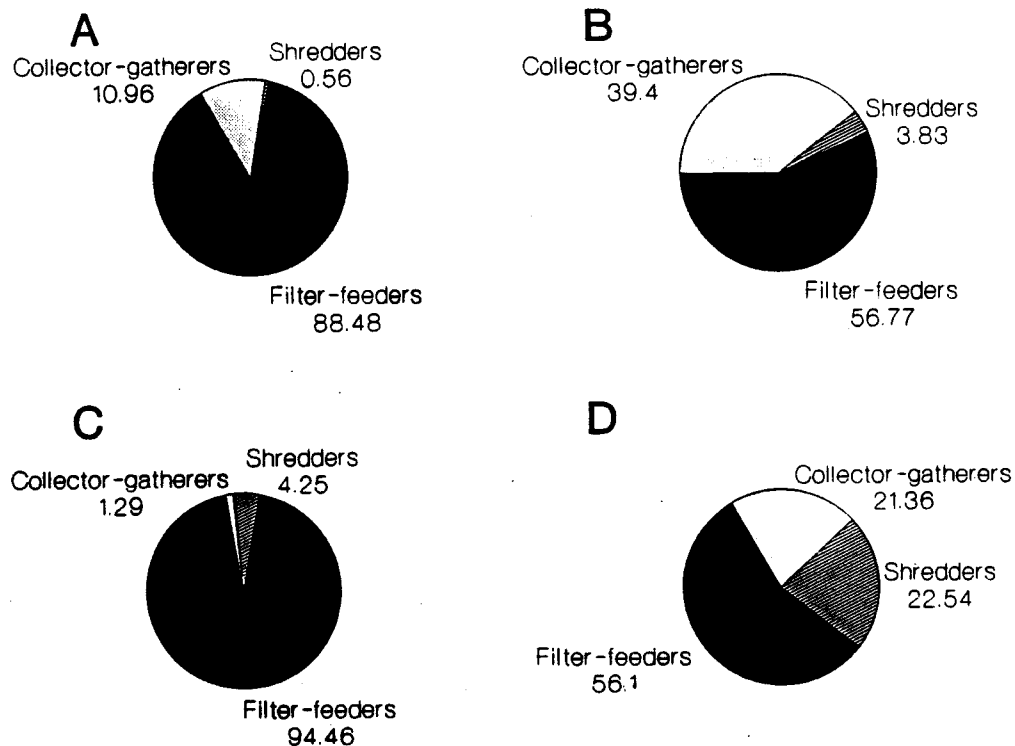 A
Collector-gatherers
10.96
Shredders
0.56
Filter-feeders
88.48
B
Collector-gatherers
39.4
Shredders
3.83
Filter-feeders
56.77
C
Collector-gatherers
1.29
Shredders
4.25
Filter-feeders
94.46
D
Collector-gatherers
21.36
Shredders
22.54
Filter-feeders
56.1